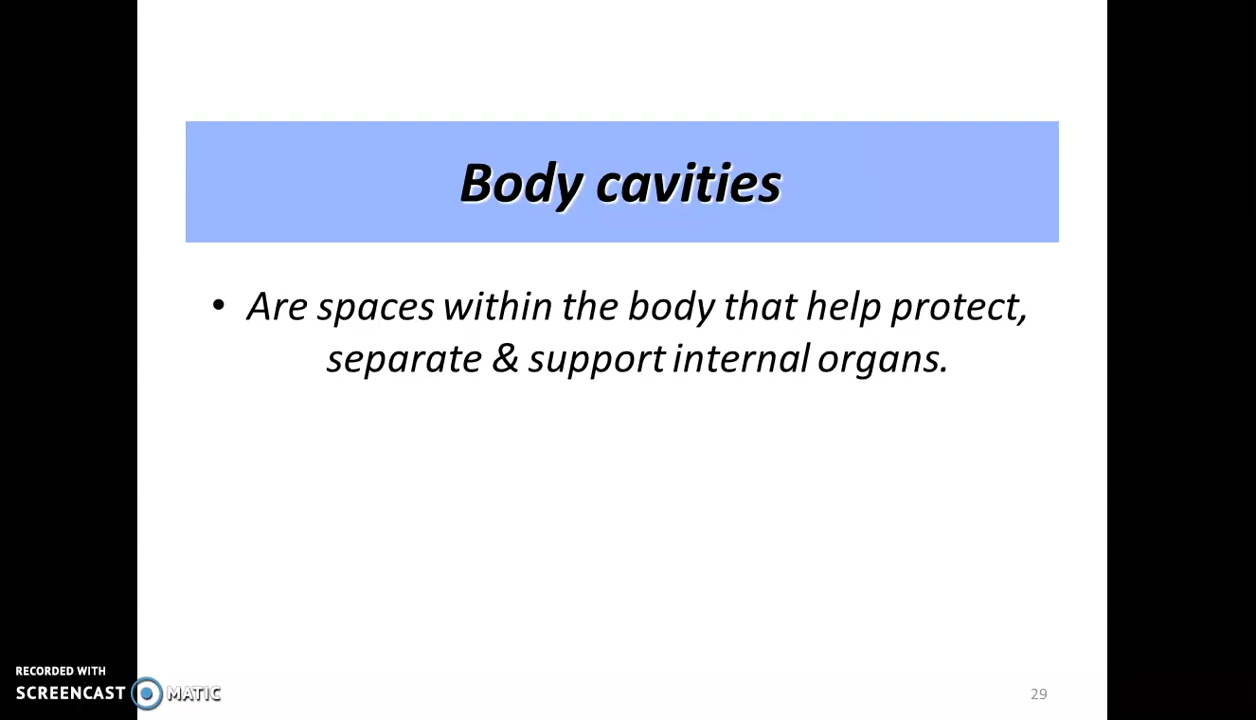 Body cavities
• Are spaces within the body that help protect,
separate & support internal organs.
RECORDED WITH
SCREENCAST MATIC
29